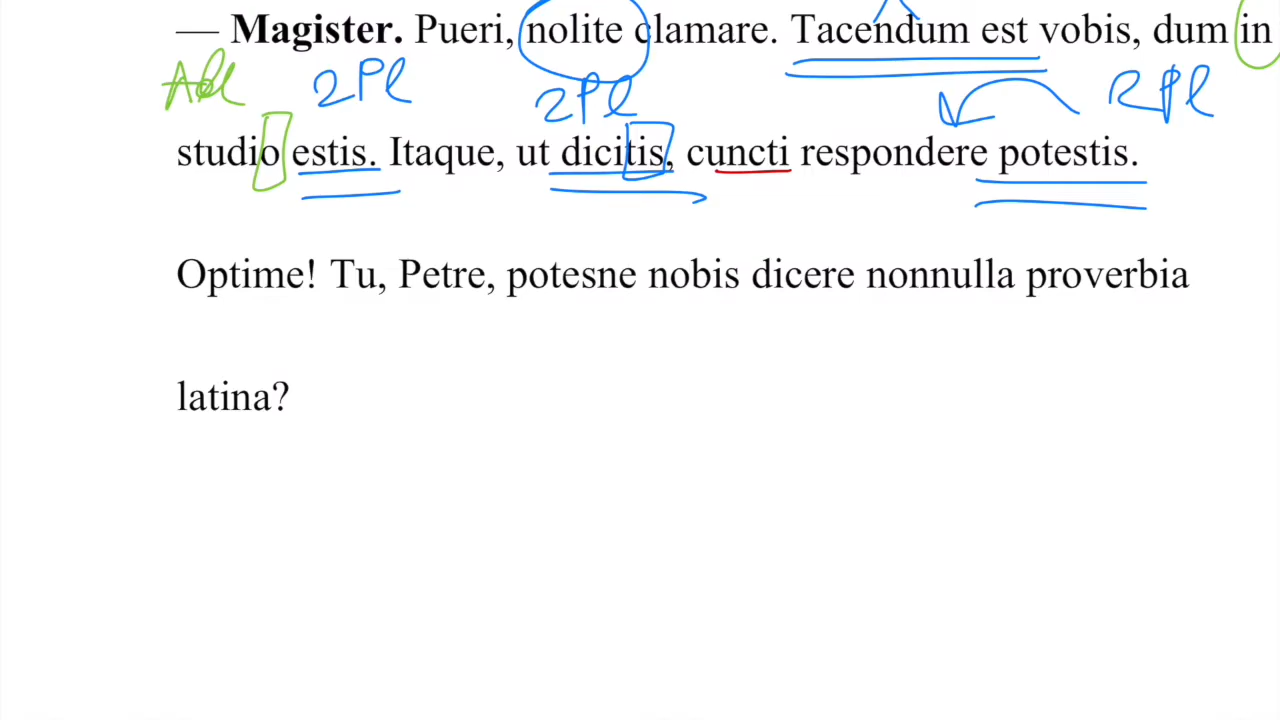 — Magister. Pueri, nolite clamare. Tacendum est vobis, dum in
Abl 2Pl 2Pl 2Pl
studio estis. Itaque, ut dicitis, cuncti respondere potestis.
Optime! Tu, Petre, potesne nobis dicere nonnulla proverbia
latina?